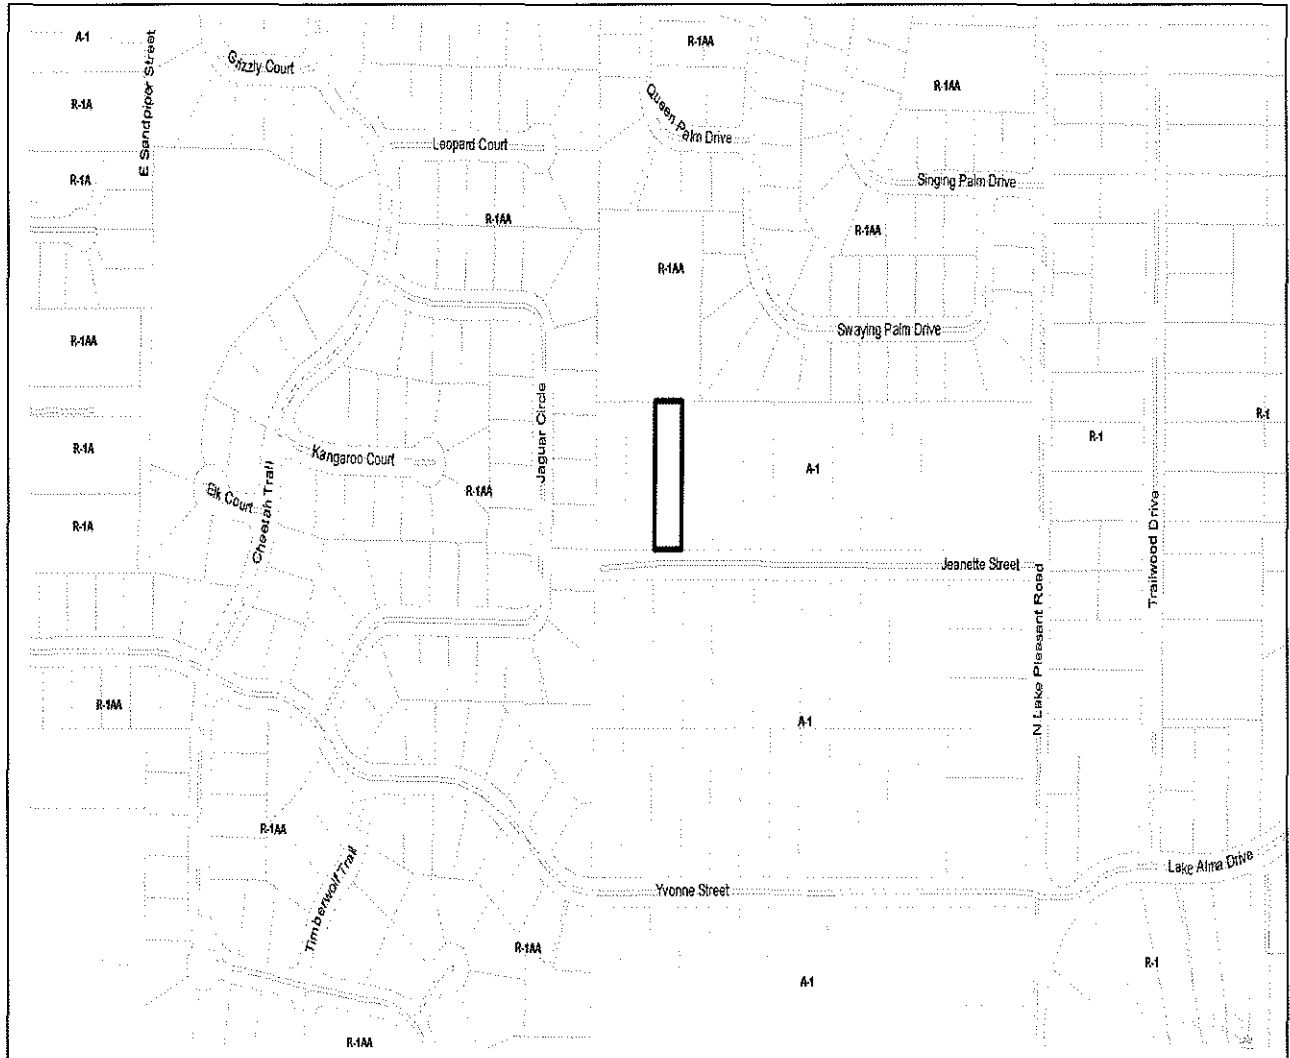 A-1
R-1AA
Grizzly Court
E Sandpiper Street
R-1AA
R-1A
Queen Palm Drive
Leopard Court
R-1A
Singing Palm Drive
R-1AA
R-1AA
R-1AA
Swaying Palm Drive
R-1AA
Jaguar Circle
R-1
R-1A
Kangaroo Court
R-1
A-1
Elk Court
Cheetah Trail
R-1AA
R-1A
Trailwood Drive
Jeanette Street
N Lake Pleasant Road
R-1AA
A-1
R-1AA
Timberwolf Trail
Lake Alma Drive
Yvonne Street
R-1AA
R-1
A-1
R-1AA